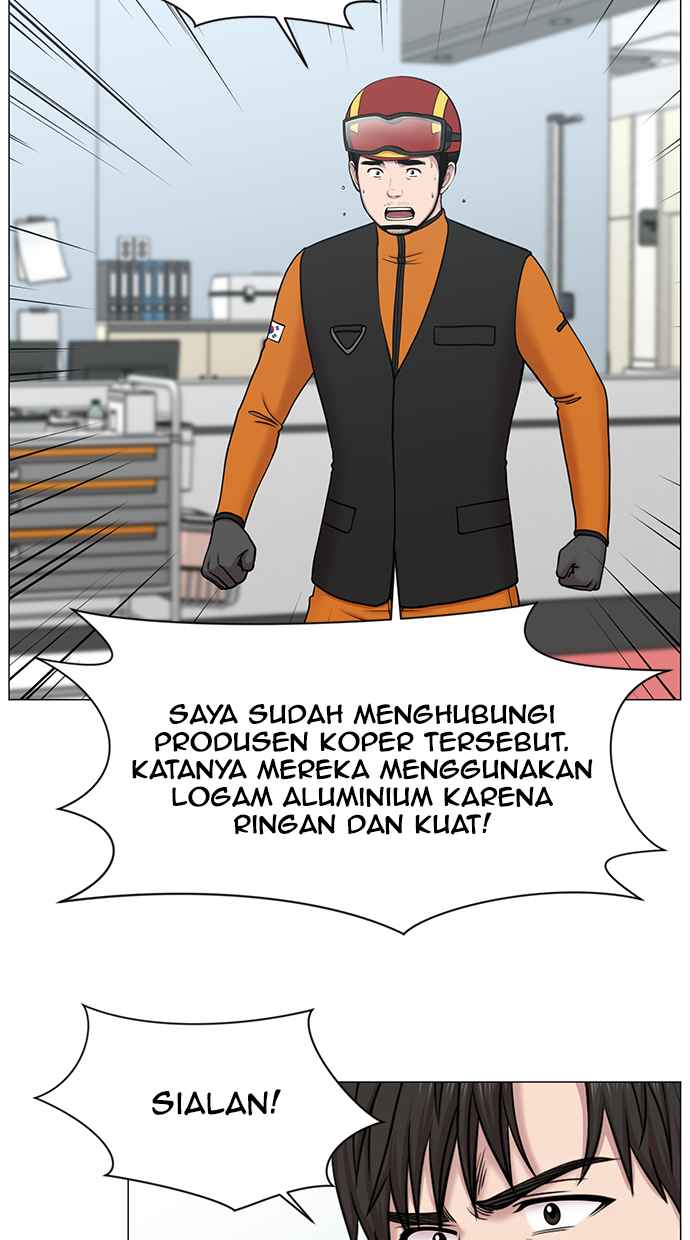 SAYA SUDAH MENGHUBUNGI
PRODUSEN KOPER TERSEBUT.
KATANYA MEREKA MENGGUNAKAN
LOGAM ALUMINIUM KARENA
RINGAN DAN KUAT!
SIALAN!